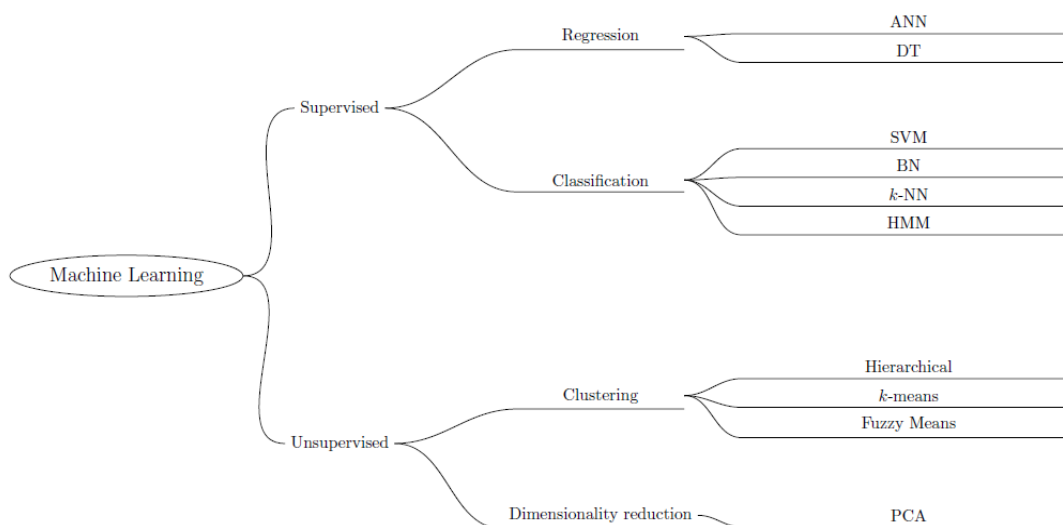 Machine Learning
Supervised
Regression
ANN
DT
Classification
SVM
BN
k-NN
HMM
Unsupervised
Clustering
Hierarchical
k-means
Fuzzy Means
Dimensionality reduction
PCA